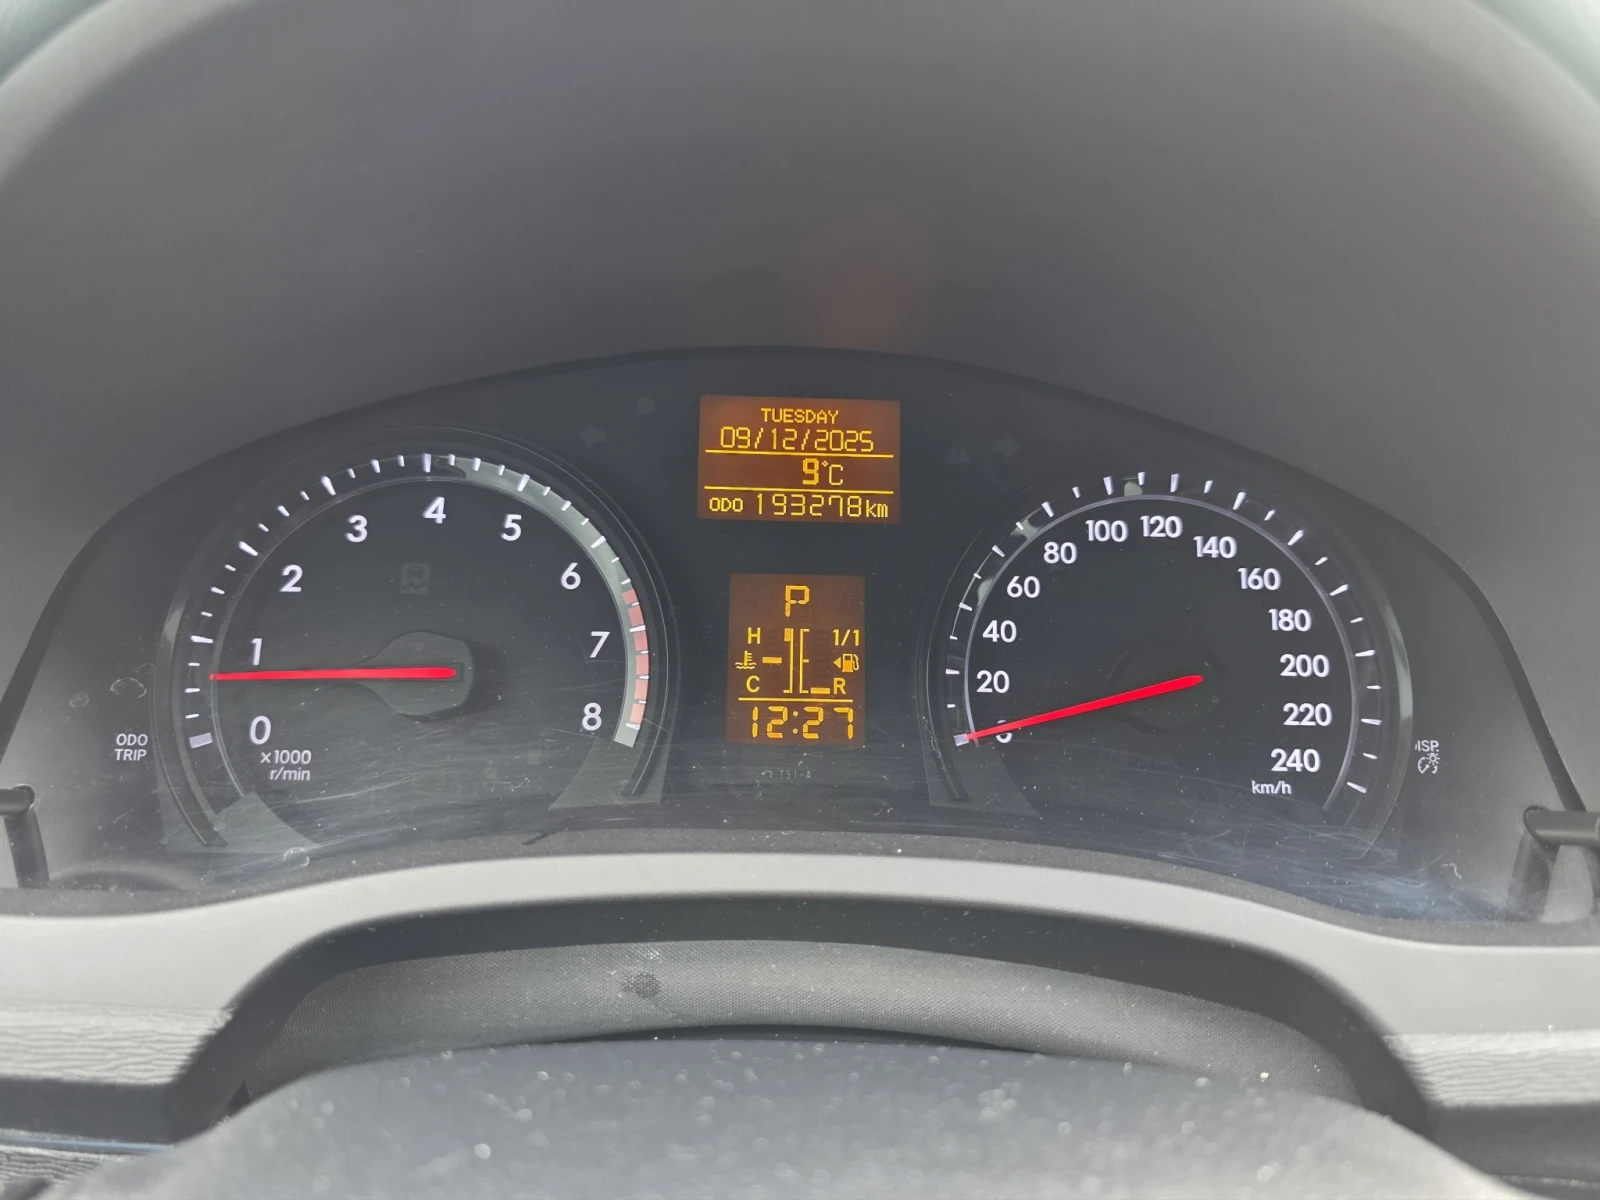 TUESDAY
09/12/2025
9°C
ODO 193278km
0 1 2 3 4 5 6 7 8
x1000
r/min
ODO
TRIP
P
H 1/1
C R
12:27
20 40 60 80 100 120 140 160 180 200 220 240
km/h